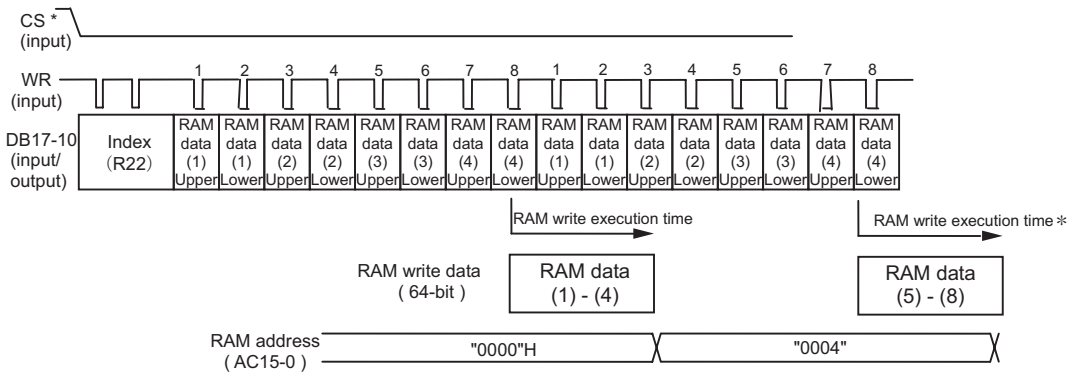 CS *
(input)
WR
(input)
1 2 3 4 5 6 7 8 1 2 3 4 5 6 7 8
DB17-10
(input/
output)
Index
(R22)
RAM data (1) Upper
RAM data (1) Lower
RAM data (2) Upper
RAM data (2) Lower
RAM data (3) Upper
RAM data (3) Lower
RAM data (4) Upper
RAM data (4) Lower
RAM data (1) Upper
RAM data (1) Lower
RAM data (2) Upper
RAM data (2) Lower
RAM data (3) Upper
RAM data (3) Lower
RAM data (4) Upper
RAM data (4) Lower
RAM write execution time
RAM write execution time*
RAM write data
( 64-bit )
RAM data
(1) - (4)
RAM data
(5) - (8)
RAM address
( AC15-0 )
"0000"H
"0004"